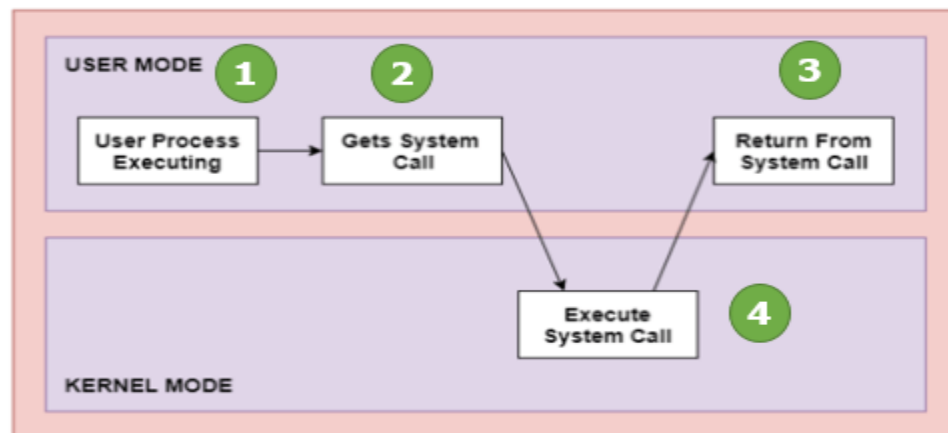 USER MODE
1
2
3
User Process
Executing
Gets System
Call
Return From
System Call
Execute
System Call
4
KERNEL MODE